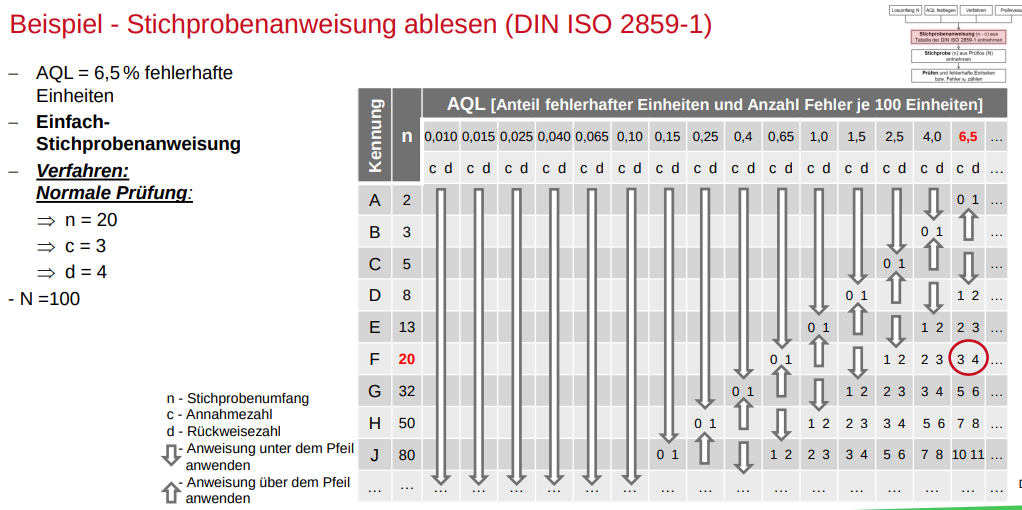 Beispiel - Stichprobenanweisung ablesen (DIN ISO 2859-1)
Losumfang N AQL festlegen Verfahren
Stichprobenanweisung (n - c) aus
Tabelle der DIN ISO 2859-1 entnehmen
Stichprobe (n) aus Prüflos (N)
entnehmen
Prüfen und fehlerhafte Einheiten
bzw. Fehler zählen
– AQL = 6,5 % fehlerhafte
Einheiten
– Einfach-
Stichprobenanweisung
– Verfahren:
Normale Prüfung:
⇒ n = 20
⇒ c = 3
⇒ d = 4
- N =100
n - Stichprobenumfang
c - Annahmezahl
d - Rückweisezahl
- Anweisung unter dem Pfeil
anwenden
- Anweisung über dem Pfeil
anwenden
Kennung n AQL [Anteil fehlerhafter Einheiten und Anzahl Fehler je 100 Einheiten]
0,010 0,015 0,025 0,040 0,065 0,10 0,15 0,25 0,4 0,65 1,0 1,5 2,5 4,0 6,5 ...
c d c d c d c d c d c d c d c d c d c d c d c d c d c d c d ...
A 2 0 1 ...
B 3 0 1 ...
C 5 0 1 ...
D 8 0 1 1 2 ...
E 13 0 1 1 2 2 3 ...
F 20 0 1 1 2 2 3 3 4 ...
G 32 0 1 1 2 2 3 3 4 5 6 ...
H 50 0 1 1 2 2 3 3 4 5 6 7 8 ...
J 80 0 1 1 2 2 3 3 4 5 6 7 8 10 11 ...
... ... ... ... ... ... ... ... ... ... ... ... ... ... ... ... ... ...